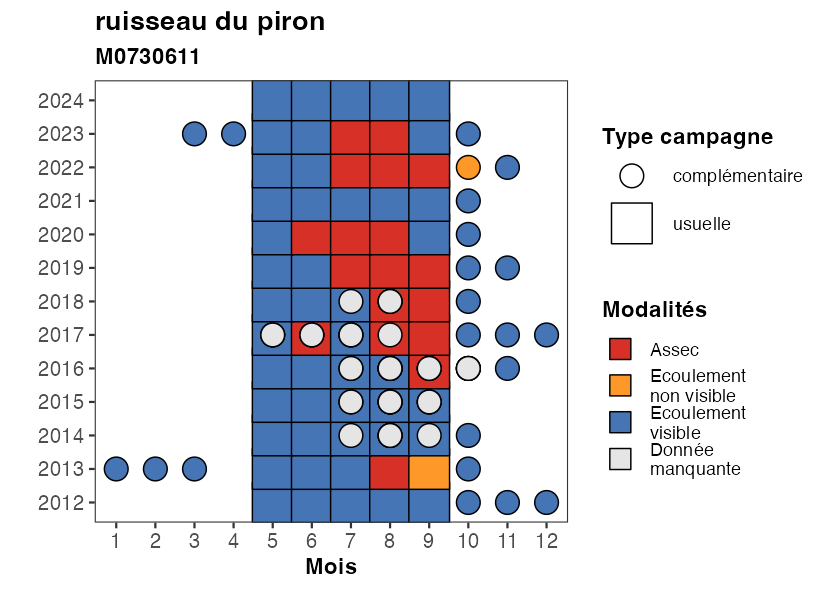 ruisseau du piron
M0730611
2024
2023
2022
2021
2020
2019
2018
2017
2016
2015
2014
2013
2012
1 2 3 4 5 6 7 8 9 10 11 12
Mois
Type campagne
complémentaire
usuelle
Modalités
Assec
Ecoulement
non visible
Ecoulement
visible
Donnée
manquante